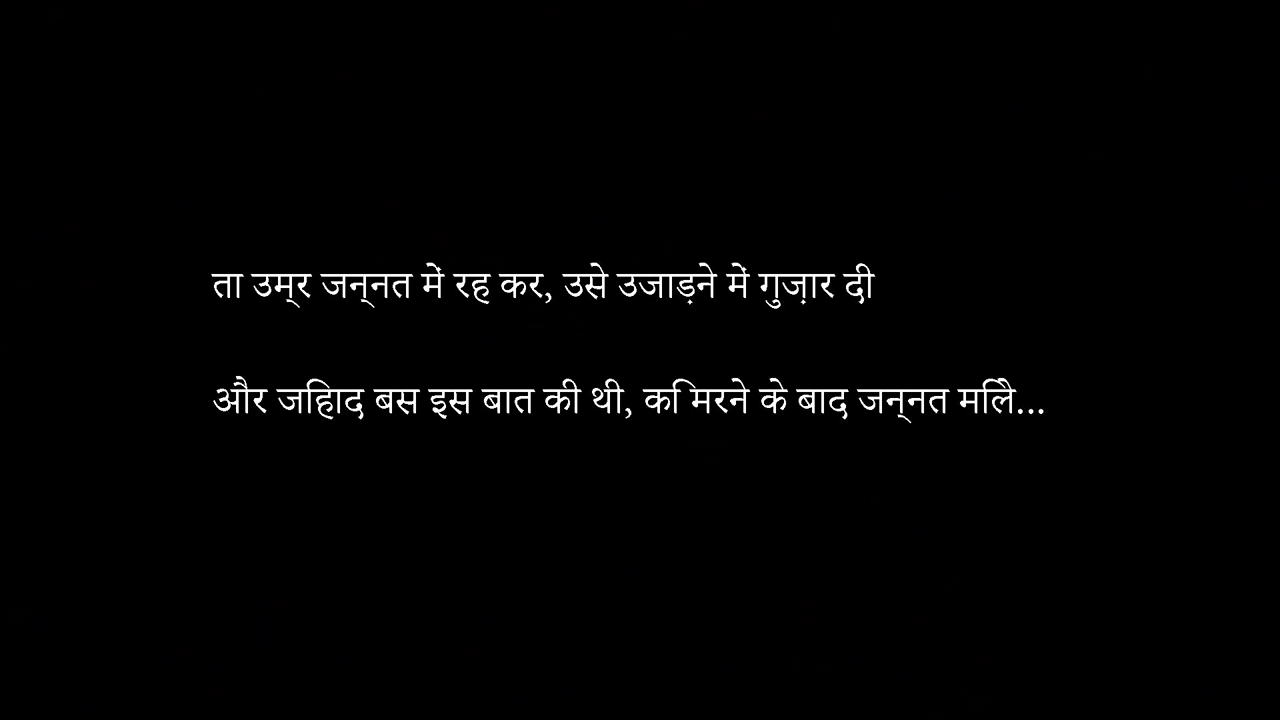 ता उम्र जन्नत में रह कर, उसे उजाड़ने में गुज़ार दी
और जिहाद बस इस बात की थी, कि मरने के बाद जन्नत मिले...